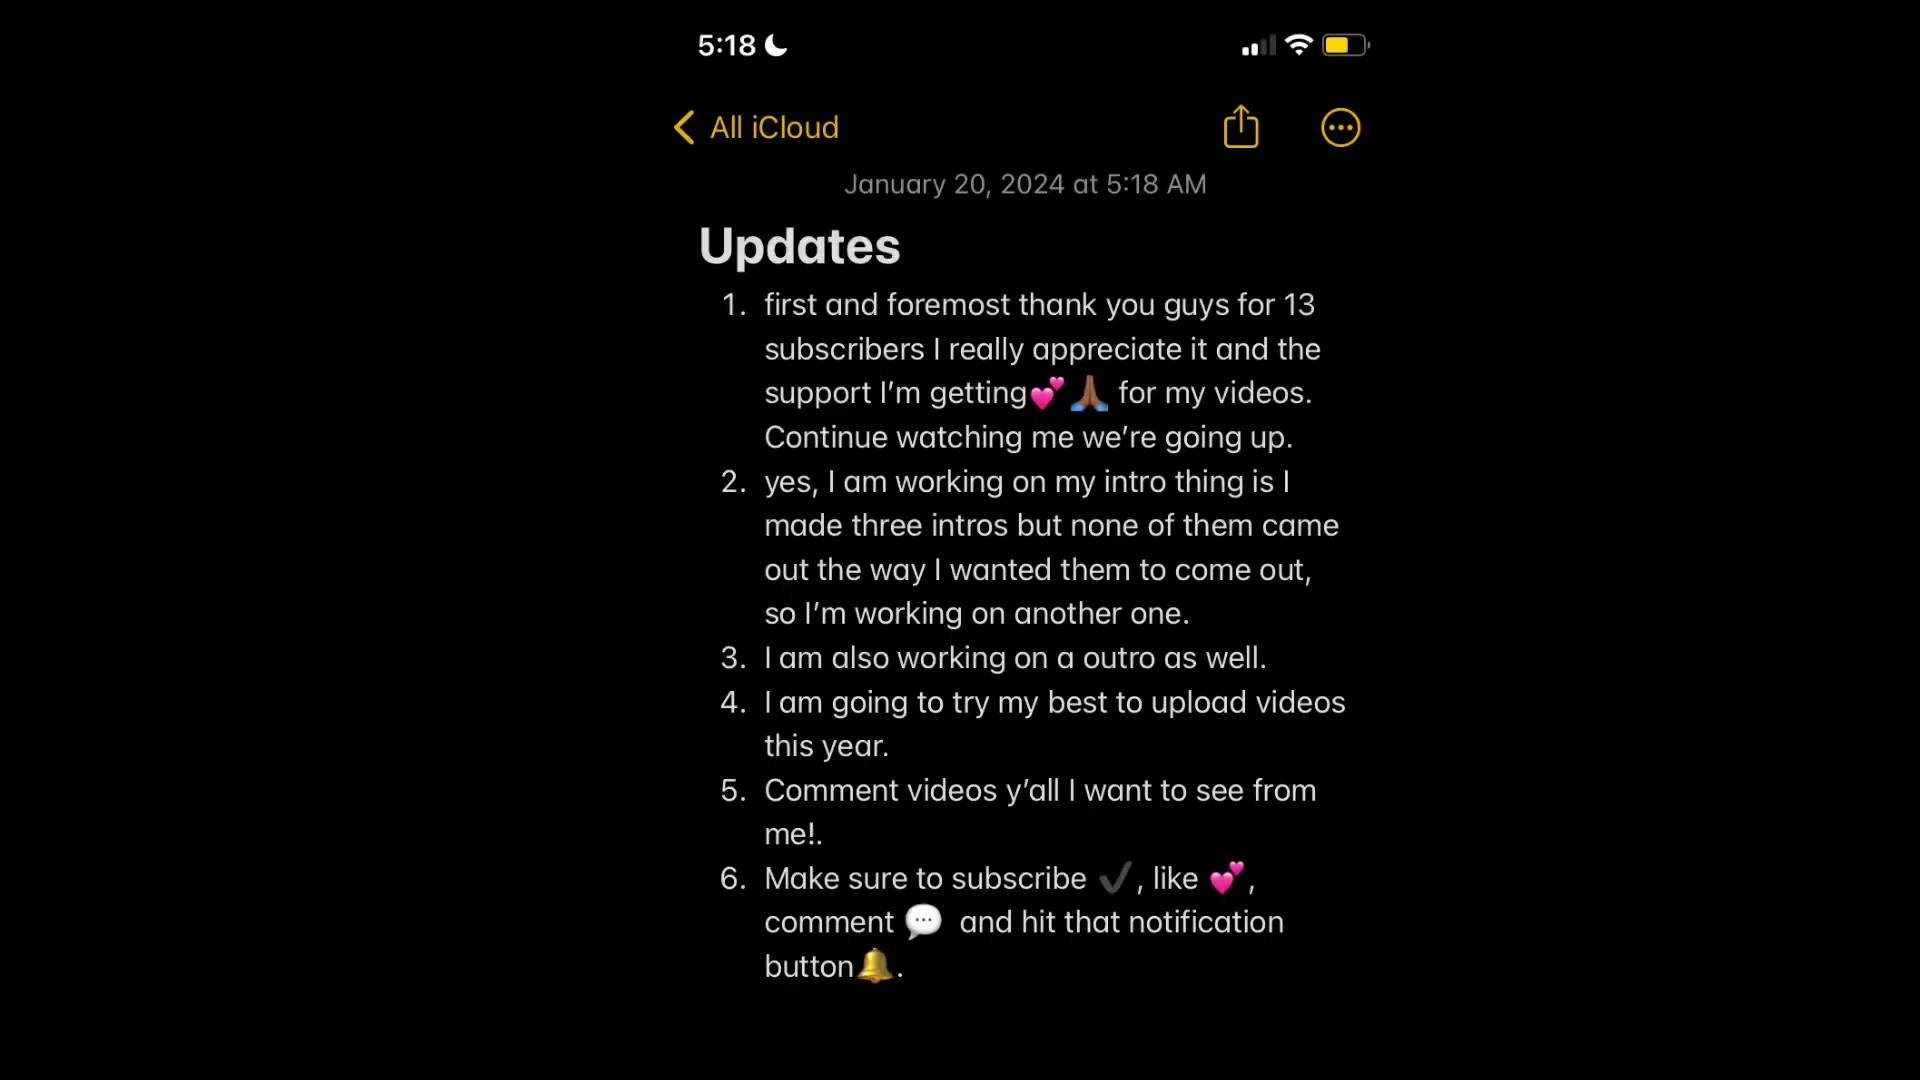 5:18
All iCloud
January 20, 2024 at 5:18 AM
Updates
1. first and foremost thank you guys for 13
subscribers I really appreciate it and the
support I’m getting💕🙏🏾 for my videos.
Continue watching me we’re going up.
2. yes, I am working on my intro thing is I
made three intros but none of them came
out the way I wanted them to come out,
so I’m working on another one.
3. I am also working on a outro as well.
4. I am going to try my best to upload videos
this year.
5. Comment videos y’all I want to see from
me!.
6. Make sure to subscribe ✔️, like 💕,
comment 💬 and hit that notification
button🔔.